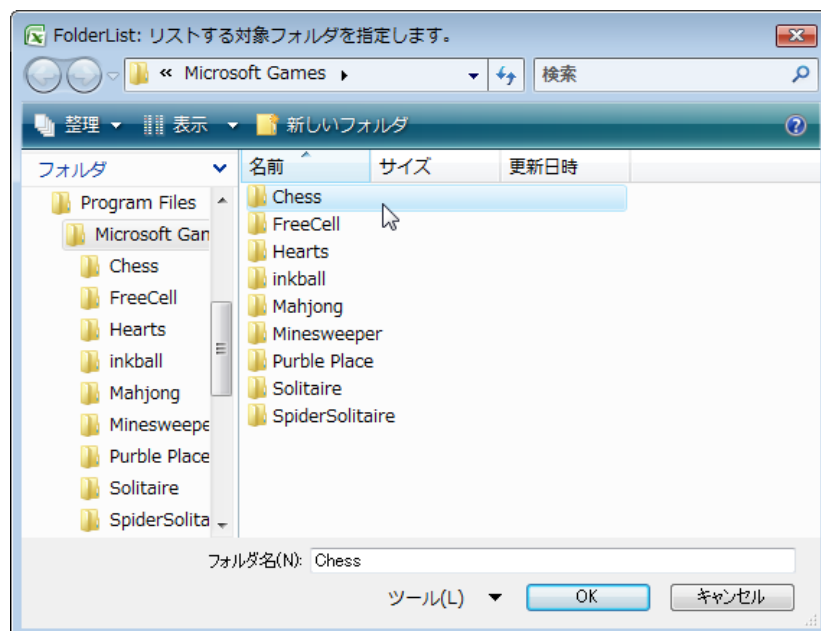 FolderList: リストする対象フォルダを指定します。
« Microsoft Games
検索
整理 表示 新しいフォルダ
フォルダ
Program Files
Microsoft Gan
Chess
FreeCell
Hearts
inkball
Mahjong
Minesweepe
Purble Place
Solitaire
SpiderSolita
名前 サイズ 更新日時
Chess
FreeCell
Hearts
inkball
Mahjong
Minesweeper
Purble Place
Solitaire
SpiderSolitaire
フォルダ名(N): Chess
ツール(L) OK キャンセル